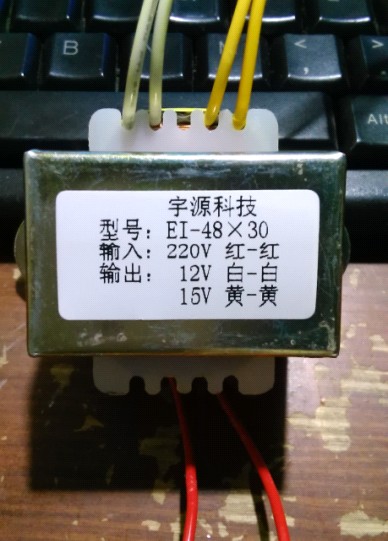 B
N
M
<
>
Alt
宇源科技
型号: EI-48×30
输入: 220V 红-红
输出: 12V 白-白
15V 黄-黄